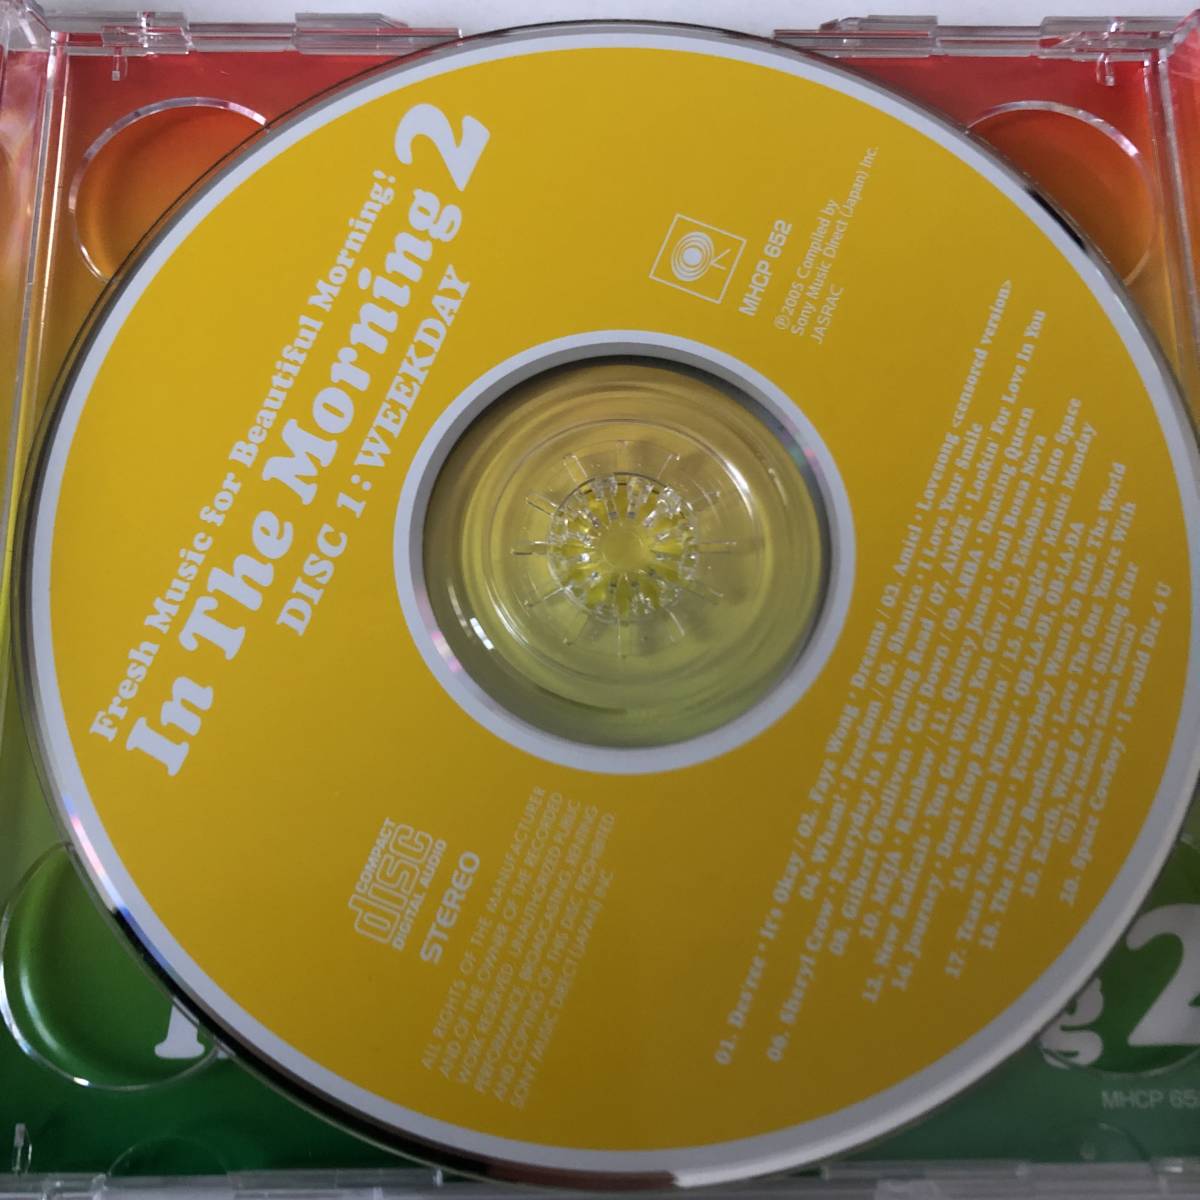 Fresh Music for Beautiful Morning!
In The Morning 2
DISC 1: WEEKDAY
MHCP 652
℗2005 Compiled by
Sony Music Direct (Japan) Inc.
JASRAC
COMPACT
disc
DIGITAL AUDIO
STEREO
ALL RIGHTS OF THE MANUFACTURER
AND OF THE OWNER OF THE RECORDED
WORK RESERVED. UNAUTHORIZED PUBLIC
PERFORMANCE, BROADCASTING, RENTING
AND COPYING OF THIS DISC PROHIBITED.
SONY MUSIC DIRECT (JAPAN) INC
01. Des'ree · It's Okay / 02. Faye Wong · Dreams / 03. Amiel · Lovesong <censored version>
04. Wham! · Freedom / 05. Shanice · I Love Your Smile
06. Sheryl Crow · Everyday Is A Winding Road / 07. AIMEE · Lookin' For Love in You
08. Gilbert O'sullivan · Get Down / 09. ABBA · Dancing Queen
10. MEJA · Rainbow / 11. Quincy Jones · Soul Bossa Nova
12. New Radicals · You Get What You Give / 13. Eskobar · Into Space
14. Journey · Don't Stop Believin' / 15. Bangles · Manic Monday
16. Youssou N'Dour · OB-LA-DI, OB-LA-DA
17. Tears for Fears · Everybody Wants To Rule The World
18. The Isley Brothers · Love The One You're With
19. Earth, Wind & Fire · Shining Star
20. Space Cowboy · I would Die 4 U
2
MHCP 65